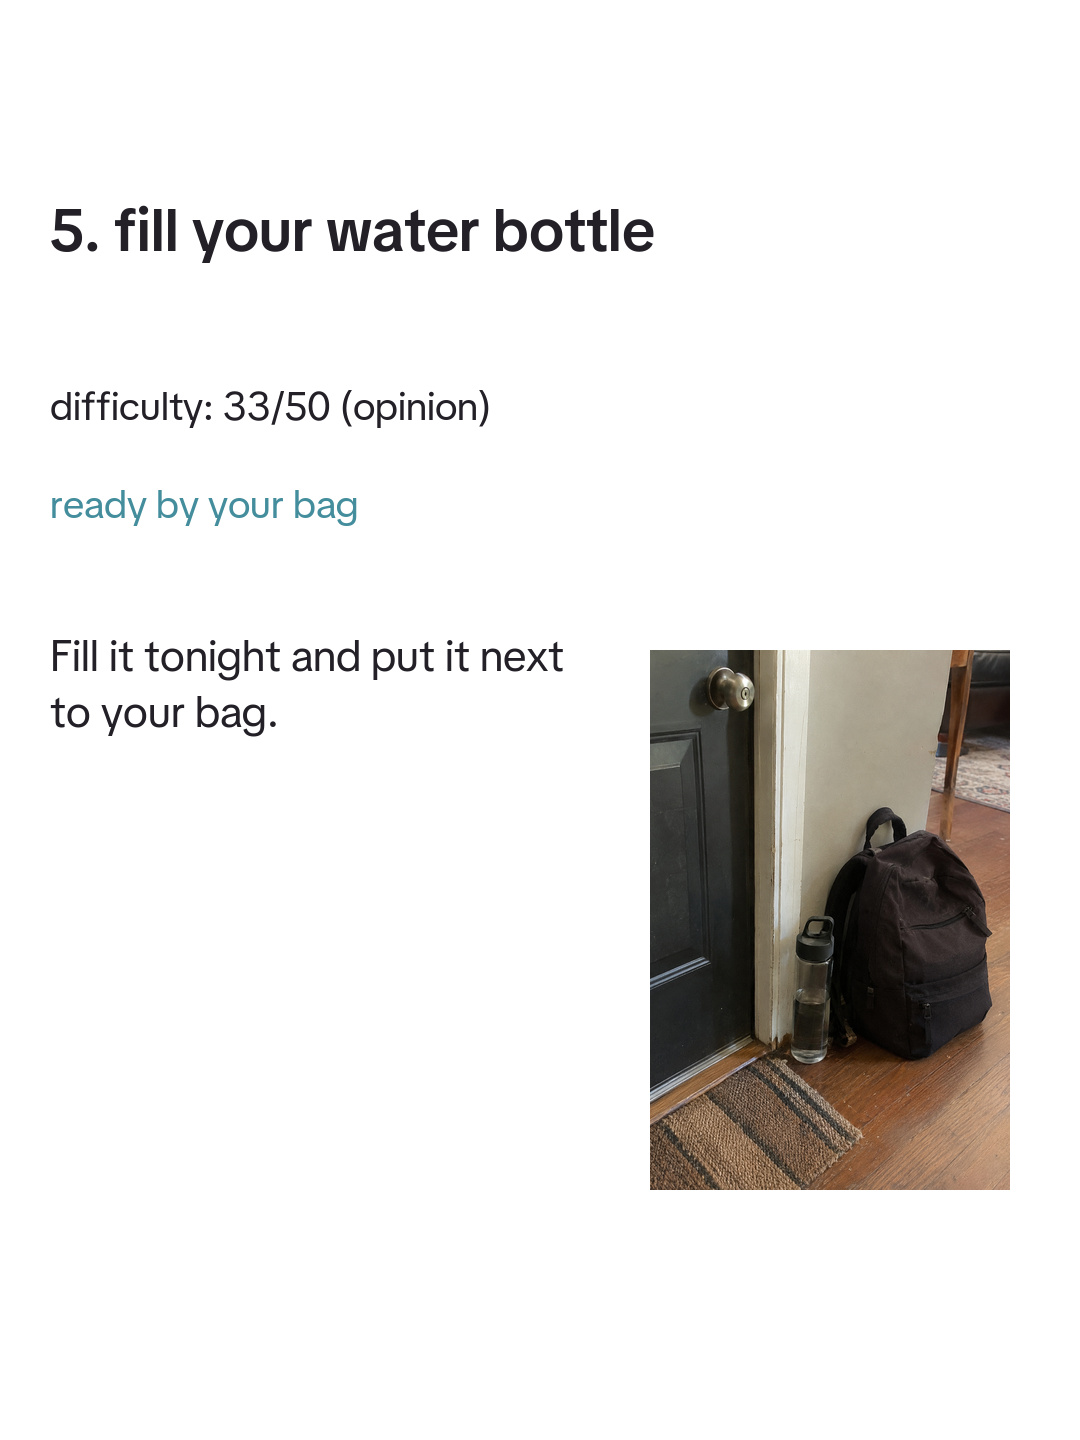 5. fill your water bottle
difficulty: 33/50 (opinion)
ready by your bag
Fill it tonight and put it next
to your bag.